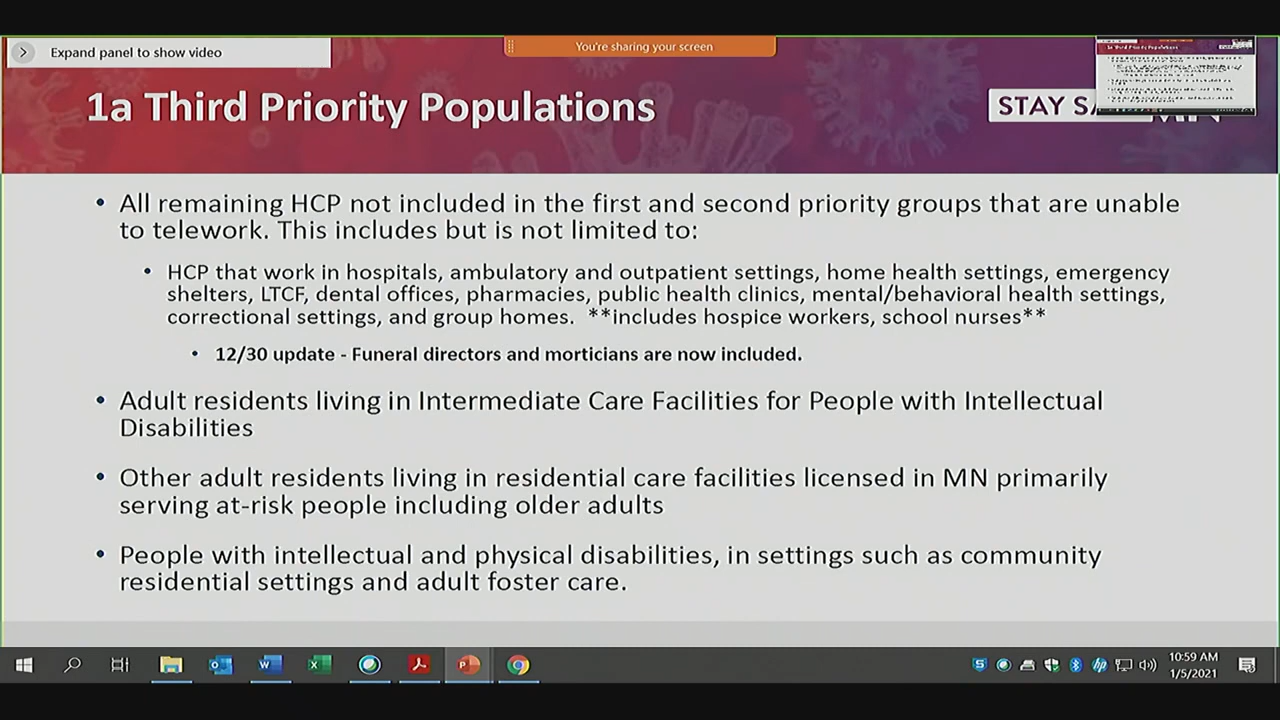 Expand panel to show video
You're sharing your screen
1a Third Priority Populations
STAY
MN
1a Third Priority Populations
• All remaining HCP not included in the first and second priority groups that are unable
to telework. This includes but is not limited to:
• HCP that work in hospitals, ambulatory and outpatient settings, home health settings, emergency
shelters, LTCF, dental offices, pharmacies, public health clinics, mental/behavioral health settings,
correctional settings, and group homes. **includes hospice workers, school nurses**
• 12/30 update - Funeral directors and morticians are now included.
• Adult residents living in Intermediate Care Facilities for People with Intellectual
Disabilities
• Other adult residents living in residential care facilities licensed in MN primarily
serving at-risk people including older adults
• People with intellectual and physical disabilities, in settings such as community
residential settings and adult foster care.
10:59 AM
1/5/2021